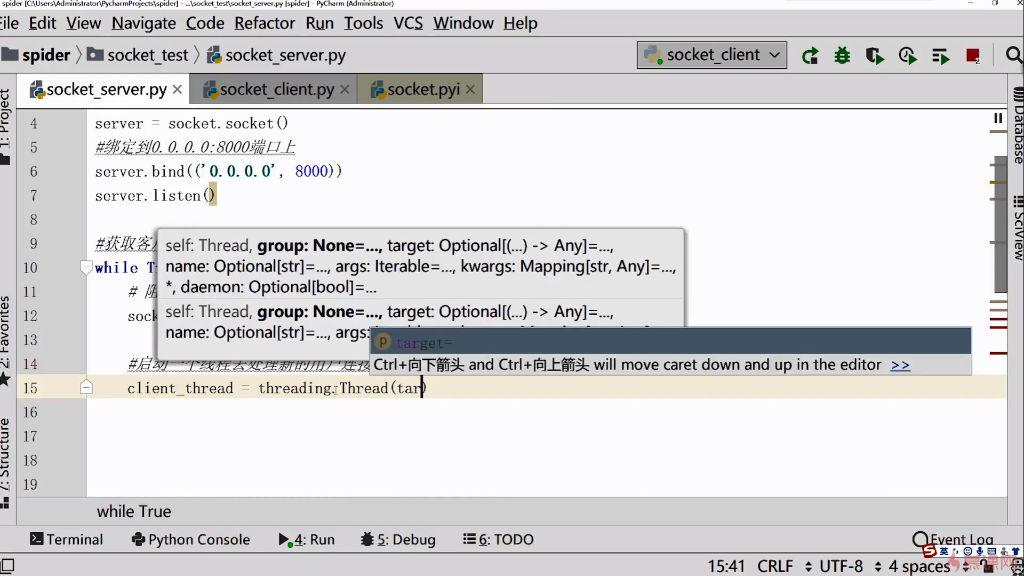 spider [C:\Users\Administrator\PycharmProjects\spider] - ...\socket_test\socket_server.py [spider] - PyCharm (Administrator)
File Edit View Navigate Code Refactor Run Tools VCS Window Help
spider socket_test socket_server.py socket_client
socket_server.py socket_client.py socket.pyi
1: Project
2: Favorites
7: Structure
Database
SciView
4 server = socket.socket()
5 #绑定到0.0.0.0:8000端口上
6 server.bind(('0.0.0.0', 8000))
7 server.listen()
8
9 #获取客
self: Thread, group: None=..., target: Optional[(...) -> Any]=...,
name: Optional[str]=..., args: Iterable=..., kwargs: Mapping[str, Any]=...,
*, daemon: Optional[bool]=...
self: Thread, group: None=..., target: Optional[(...) -> Any]=...,
name: Optional[str]=..., args:
10 while T
11 #
12 sock
13
p target=
Ctrl+向下箭头 and Ctrl+向上箭头 will move caret down and up in the editor >>
14 #启动一个线程去处理新的用户连接
15 client_thread = threading.Thread(tar)
16
17
18
19
while True
Terminal Python Console 4: Run 5: Debug 6: TODO Event Log
英
15:41 CRLF UTF-8 4 spaces
慕课网